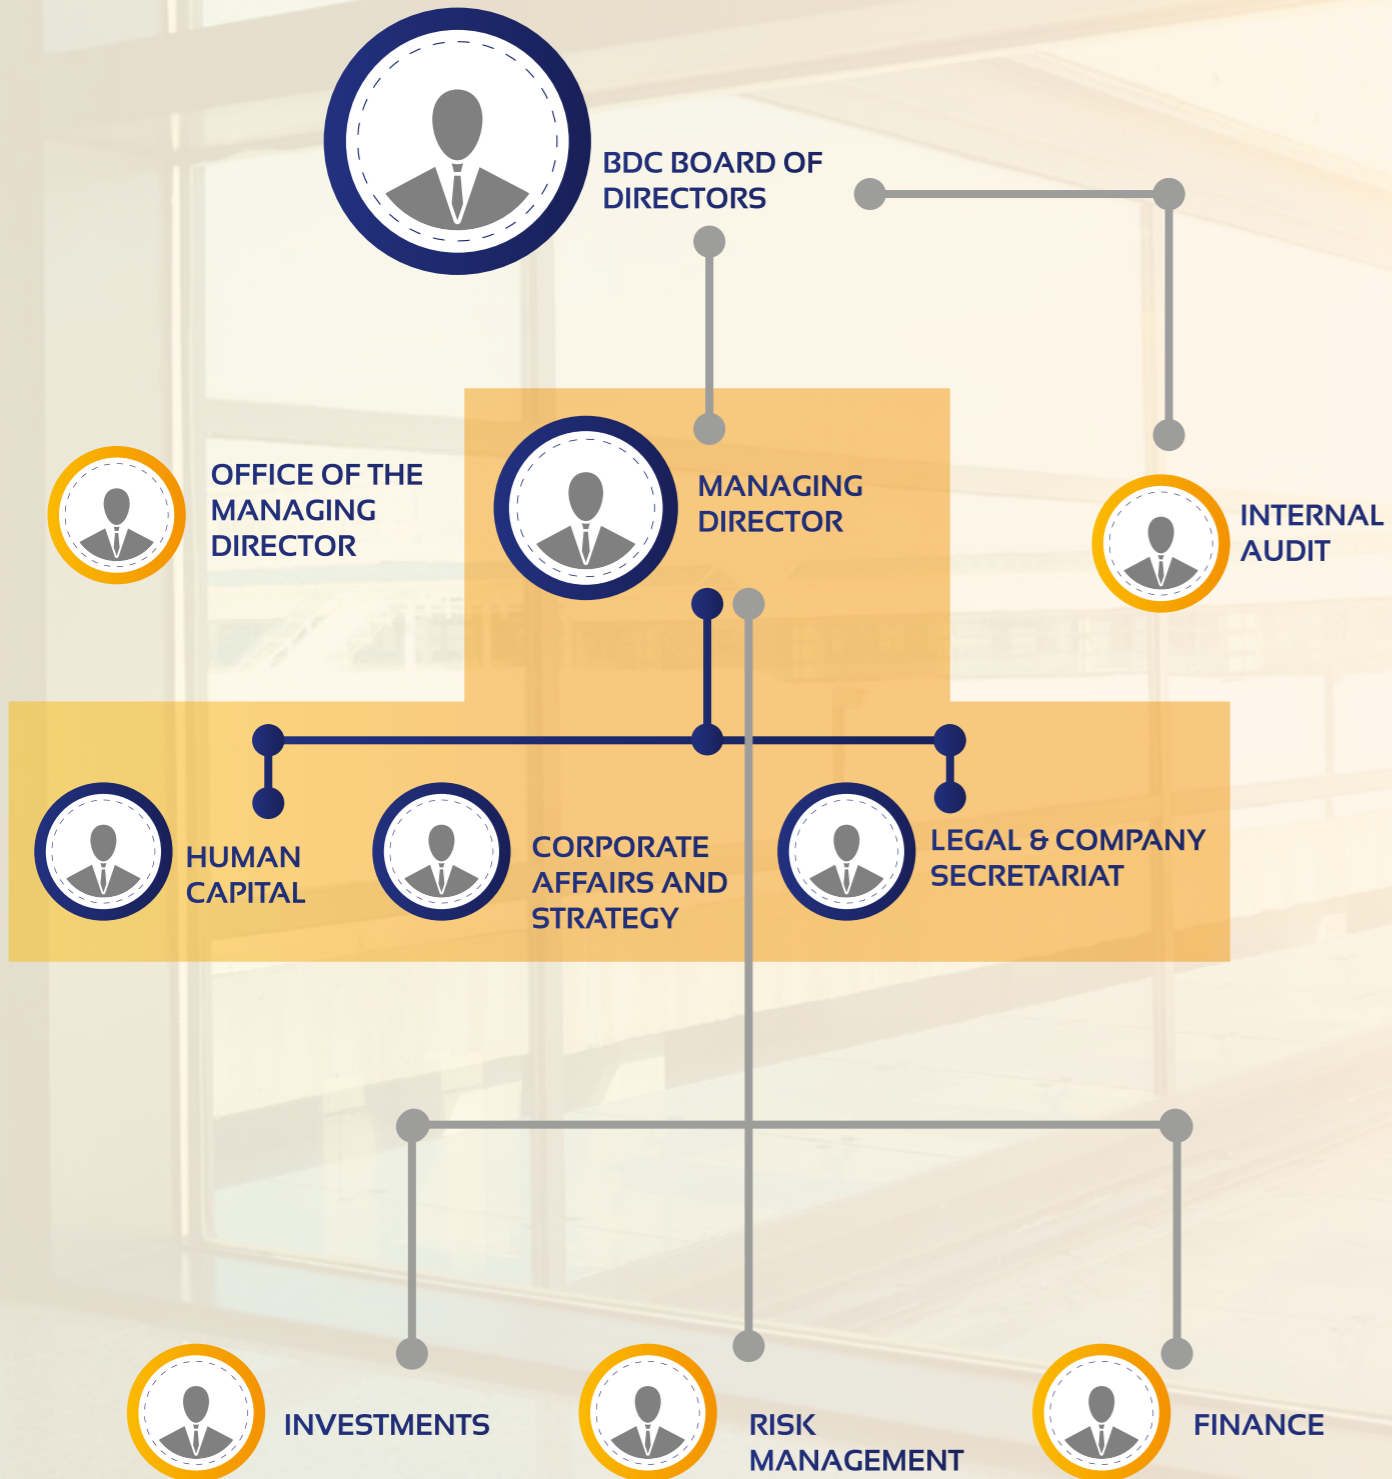 BDC BOARD OF
DIRECTORS
OFFICE OF THE
MANAGING
DIRECTOR
MANAGING
DIRECTOR
INTERNAL
AUDIT
HUMAN
CAPITAL
CORPORATE
AFFAIRS AND
STRATEGY
LEGAL & COMPANY
SECRETARIAT
INVESTMENTS
RISK
MANAGEMENT
FINANCE